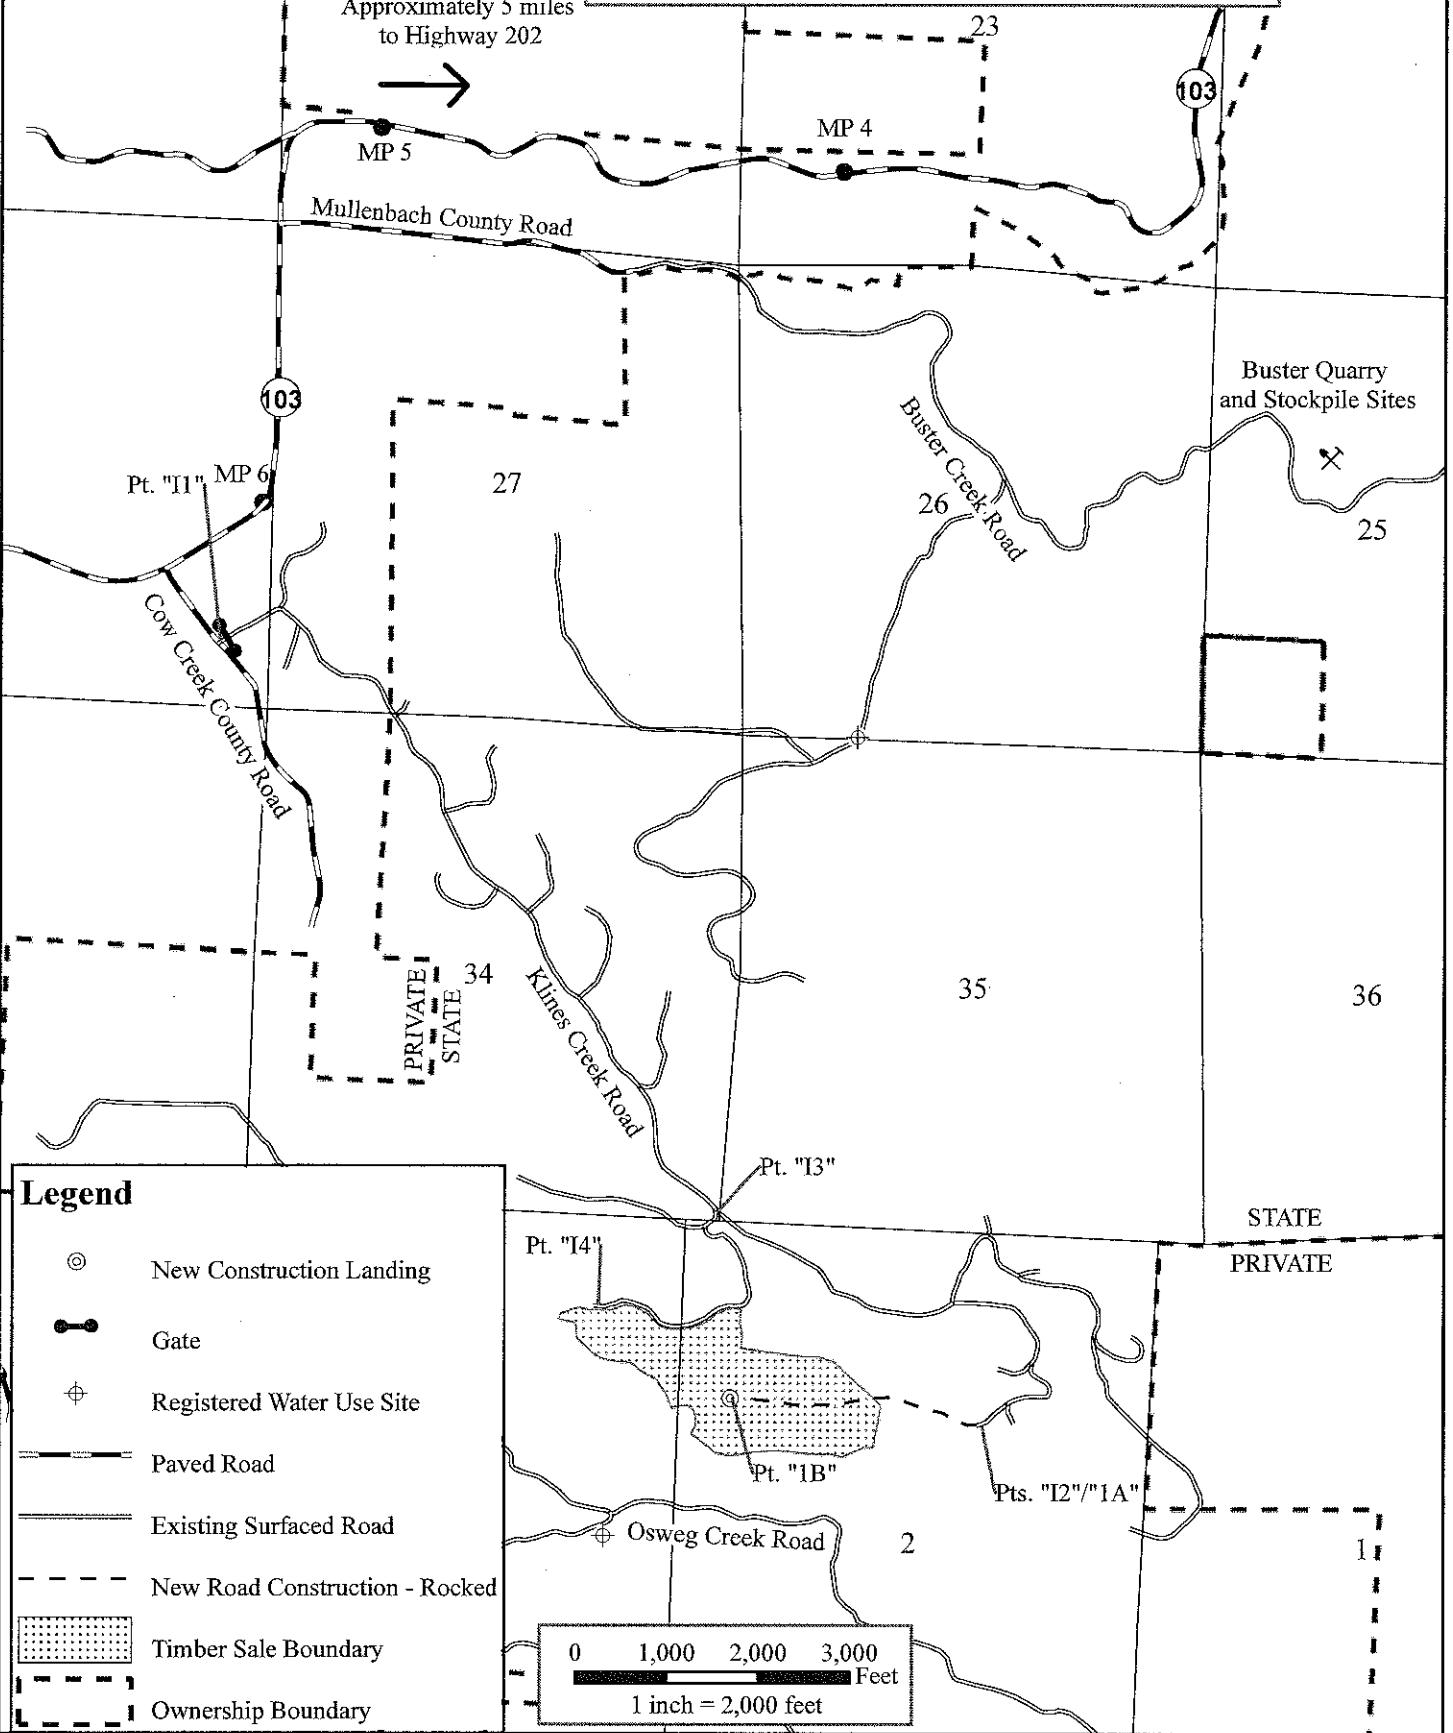 Approximately 5 miles
to Highway 202
23
103
MP 4
MP 5
Mullenbach County Road
Buster Quarry
and Stockpile Sites
103
Buster Creek Road
Pt. "I1"
MP 6
27
26
25
Cow Creek County Road
34
PRIVATE
STATE
Klines Creek Road
35
36
Pt. "I3"
STATE
PRIVATE
Pt. "I4"
Pt. "1B"
Pts. "I2"/"1A"
Osweg Creek Road
2
1
Legend
New Construction Landing
Gate
Registered Water Use Site
Paved Road
Existing Surfaced Road
New Road Construction - Rocked
Timber Sale Boundary
Ownership Boundary
0 1,000 2,000 3,000
Feet
1 inch = 2,000 feet